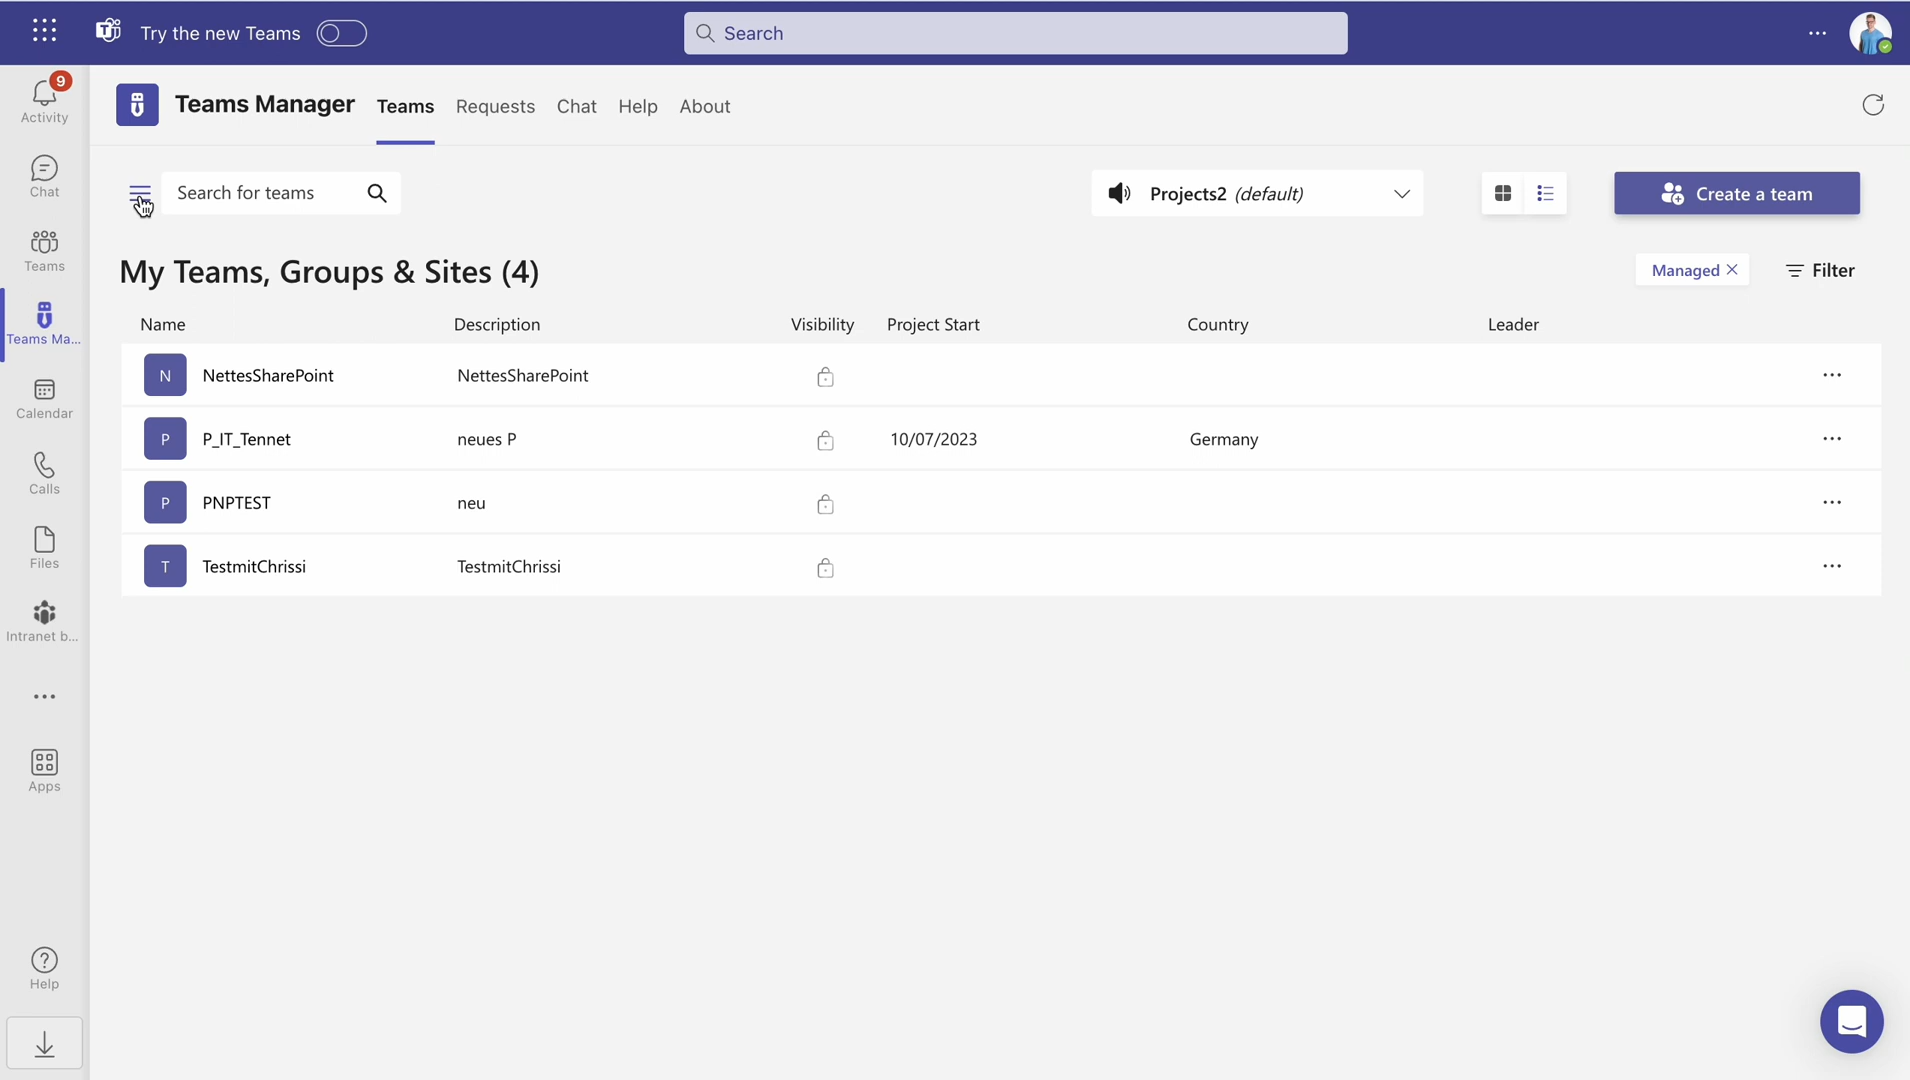 Try the new Teams
Search
9
Activity
Chat
Teams
Teams Ma...
Calendar
Calls
Files
Intranet b...
Apps
Help
Teams Manager
Teams
Requests
Chat
Help
About
Search for teams
Projects2 (default)
Create a team
My Teams, Groups & Sites (4)
Managed
Filter
Name Description Visibility Project Start Country Leader
N NettesSharePoint NettesSharePoint
P P_IT_Tennet neues P 10/07/2023 Germany
P PNPTEST neu
T TestmitChrissi TestmitChrissi